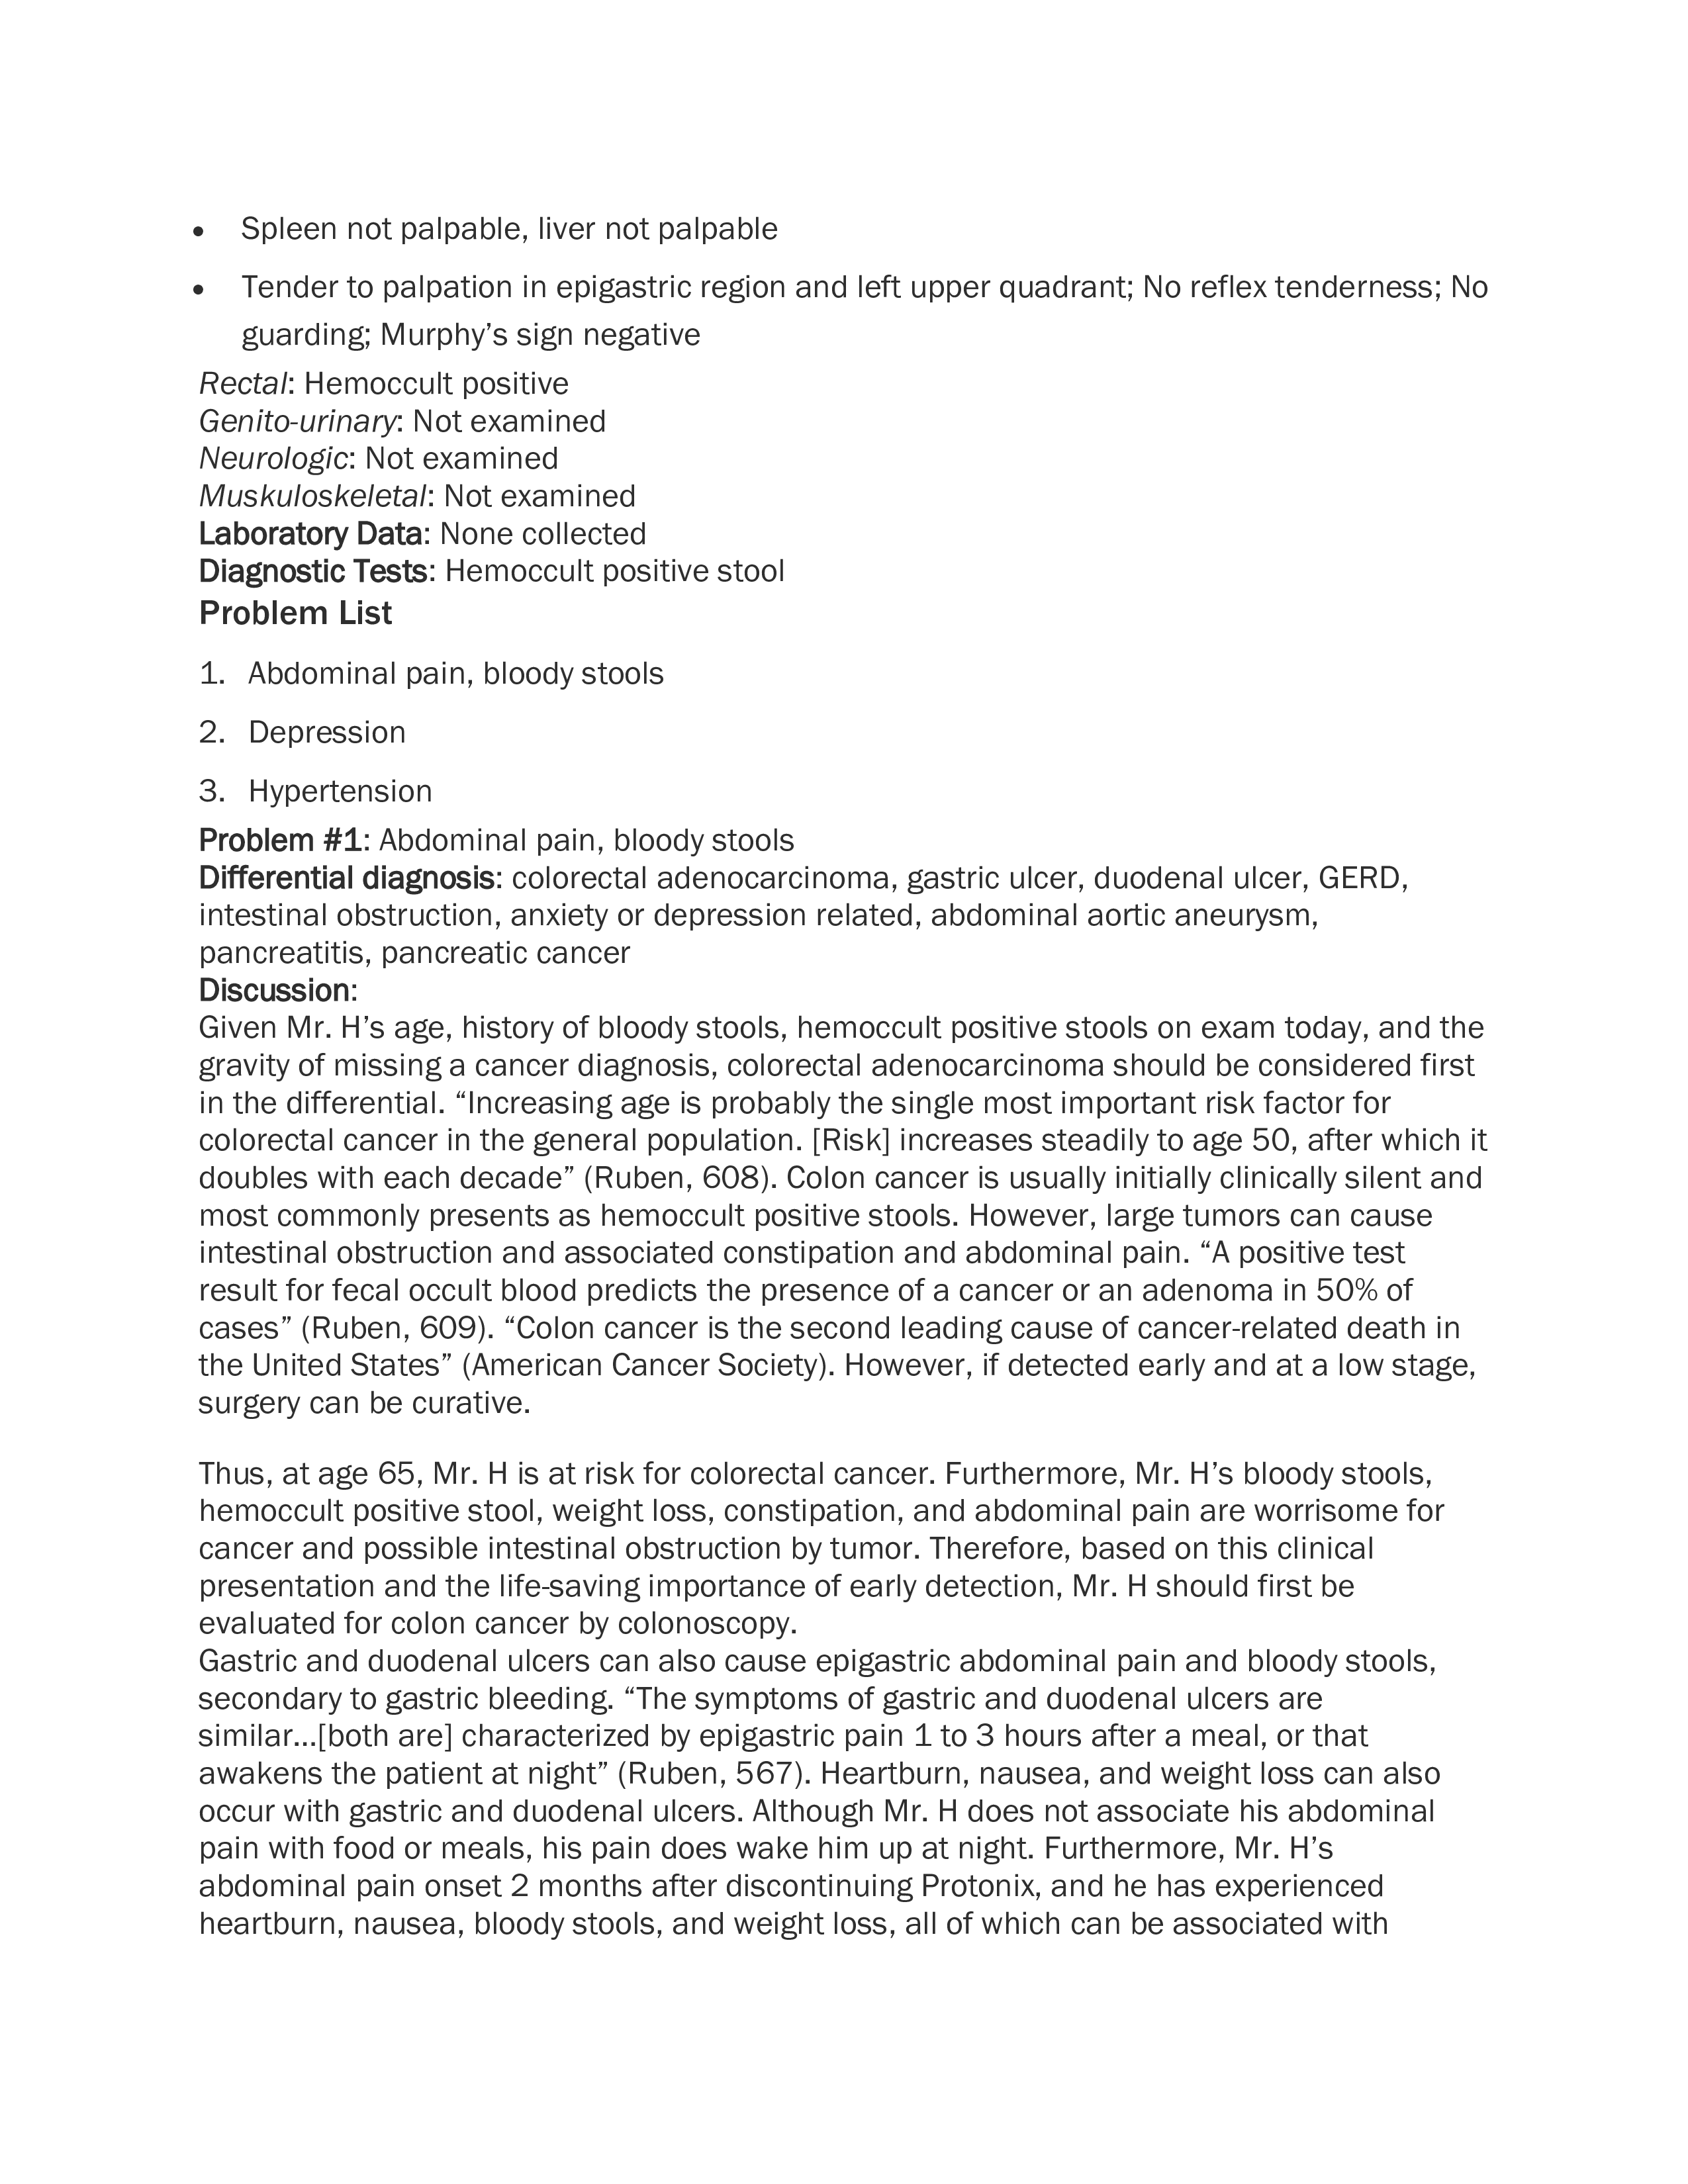 • Spleen not palpable, liver not palpable
• Tender to palpation in epigastric region and left upper quadrant; No reflex tenderness; No
guarding; Murphy’s sign negative
Rectal: Hemoccult positive
Genito-urinary: Not examined
Neurologic: Not examined
Muskuloskeletal: Not examined
Laboratory Data: None collected
Diagnostic Tests: Hemoccult positive stool
Problem List
1. Abdominal pain, bloody stools
2. Depression
3. Hypertension
Problem #1: Abdominal pain, bloody stools
Differential diagnosis: colorectal adenocarcinoma, gastric ulcer, duodenal ulcer, GERD,
intestinal obstruction, anxiety or depression related, abdominal aortic aneurysm,
pancreatitis, pancreatic cancer
Discussion:
Given Mr. H’s age, history of bloody stools, hemoccult positive stools on exam today, and the
gravity of missing a cancer diagnosis, colorectal adenocarcinoma should be considered first
in the differential. “Increasing age is probably the single most important risk factor for
colorectal cancer in the general population. [Risk] increases steadily to age 50, after which it
doubles with each decade” (Ruben, 608). Colon cancer is usually initially clinically silent and
most commonly presents as hemoccult positive stools. However, large tumors can cause
intestinal obstruction and associated constipation and abdominal pain. “A positive test
result for fecal occult blood predicts the presence of a cancer or an adenoma in 50% of
cases” (Ruben, 609). “Colon cancer is the second leading cause of cancer-related death in
the United States” (American Cancer Society). However, if detected early and at a low stage,
surgery can be curative.
Thus, at age 65, Mr. H is at risk for colorectal cancer. Furthermore, Mr. H’s bloody stools,
hemoccult positive stool, weight loss, constipation, and abdominal pain are worrisome for
cancer and possible intestinal obstruction by tumor. Therefore, based on this clinical
presentation and the life-saving importance of early detection, Mr. H should first be
evaluated for colon cancer by colonoscopy.
Gastric and duodenal ulcers can also cause epigastric abdominal pain and bloody stools,
secondary to gastric bleeding. “The symptoms of gastric and duodenal ulcers are
similar…[both are] characterized by epigastric pain 1 to 3 hours after a meal, or that
awakens the patient at night” (Ruben, 567). Heartburn, nausea, and weight loss can also
occur with gastric and duodenal ulcers. Although Mr. H does not associate his abdominal
pain with food or meals, his pain does wake him up at night. Furthermore, Mr. H’s
abdominal pain onset 2 months after discontinuing Protonix, and he has experienced
heartburn, nausea, bloody stools, and weight loss, all of which can be associated with